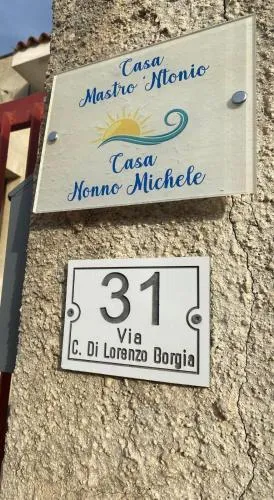 Casa
Mastro 'Ntonio
Casa
Nonno Michele
31
Via
C. Di Lorenzo Borgia